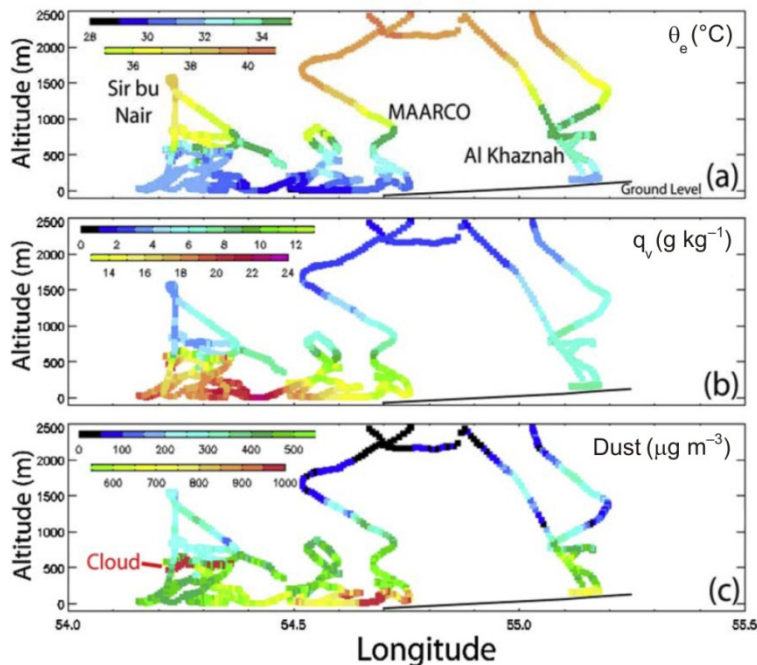 2500
2000
1500
1000
500
0
Altitude (m)
28 30 32 34
36 38 40
θe (°C)
Sir bu
Nair
MAARCO
Al Khaznah
Ground Level
(a)
2500
2000
1500
1000
500
0
Altitude (m)
0 2 4 6 8 10 12
14 16 18 20 22 24
qv (g kg−1)
(b)
2500
2000
1500
1000
500
0
Altitude (m)
0 100 200 300 400 500
600 700 800 900 1000
Dust (μg m−3)
Cloud
(c)
54.0 54.5 55.0 55.5
Longitude